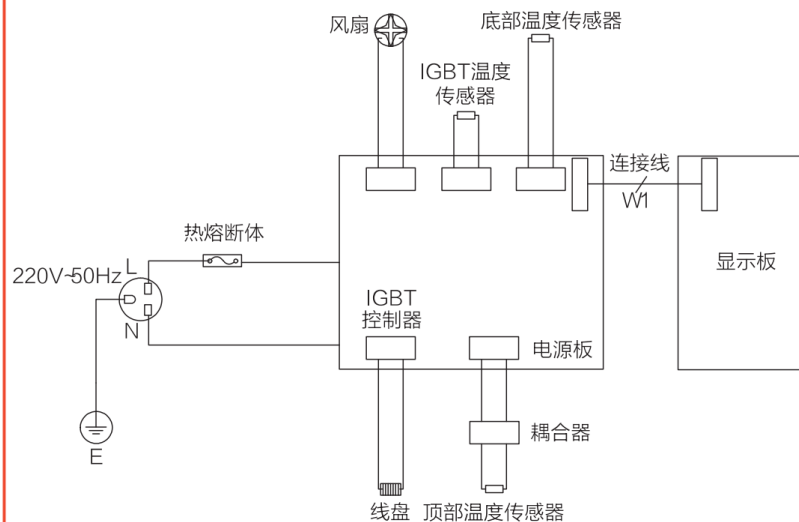 风扇
底部温度传感器
IGBT温度
传感器
连接线
W1
热熔断体
显示板
220V~50Hz
L
IGBT
控制器
N
电源板
耦合器
E
线盘
顶部温度传感器